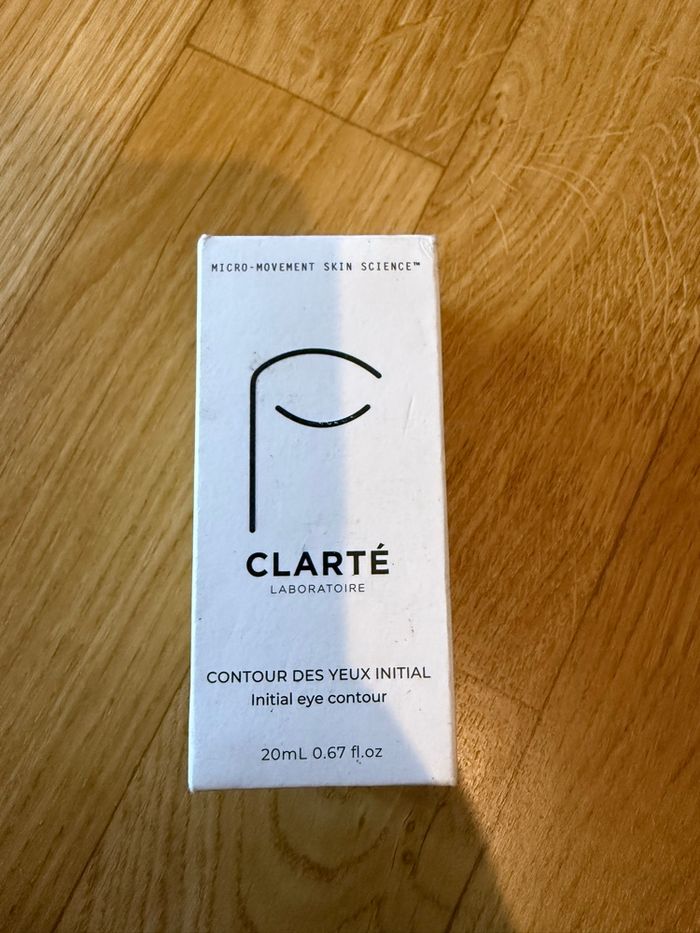 MICRO-MOVEMENT SKIN SCIENCE™
CLARTÉ
LABORATOIRE
CONTOUR DES YEUX INITIAL
Initial eye contour
20mL 0.67 fl.oz